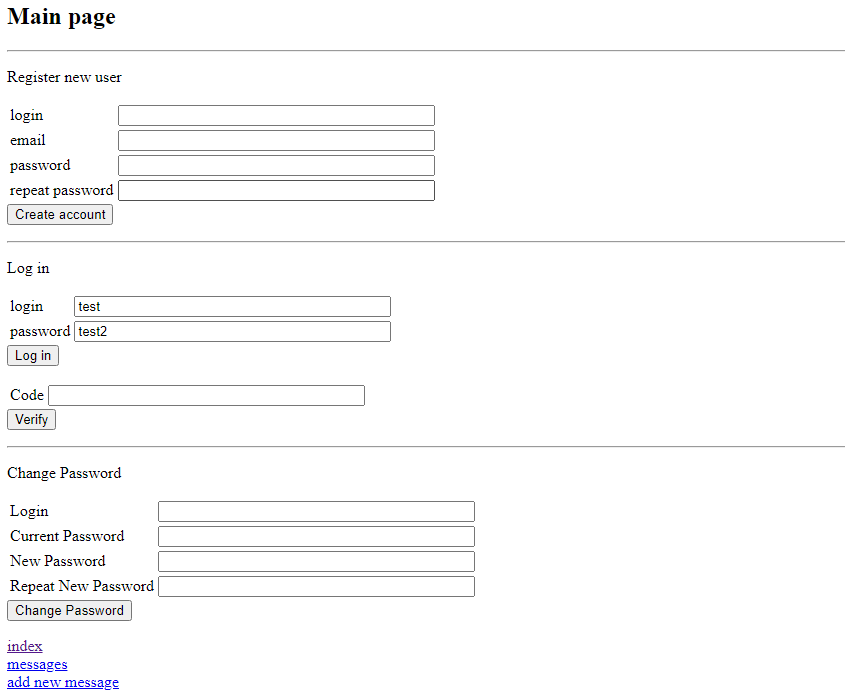 Main page
Register new user
login
email
password
repeat password
Create account
Log in
login test
password test2
Log in
Code
Verify
Change Password
Login
Current Password
New Password
Repeat New Password
Change Password
index
messages
add new message